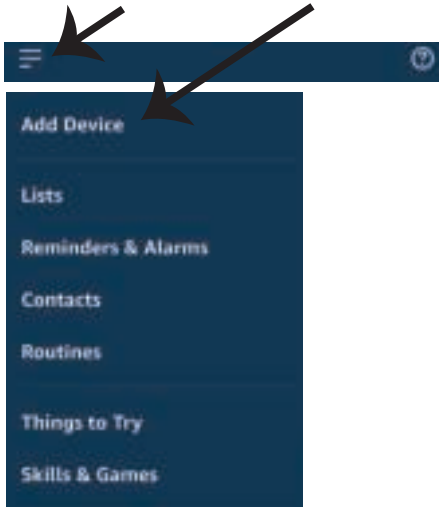 Add Device
Lists
Reminders & Alarms
Contacts
Routines
Things to Try
Skills & Games